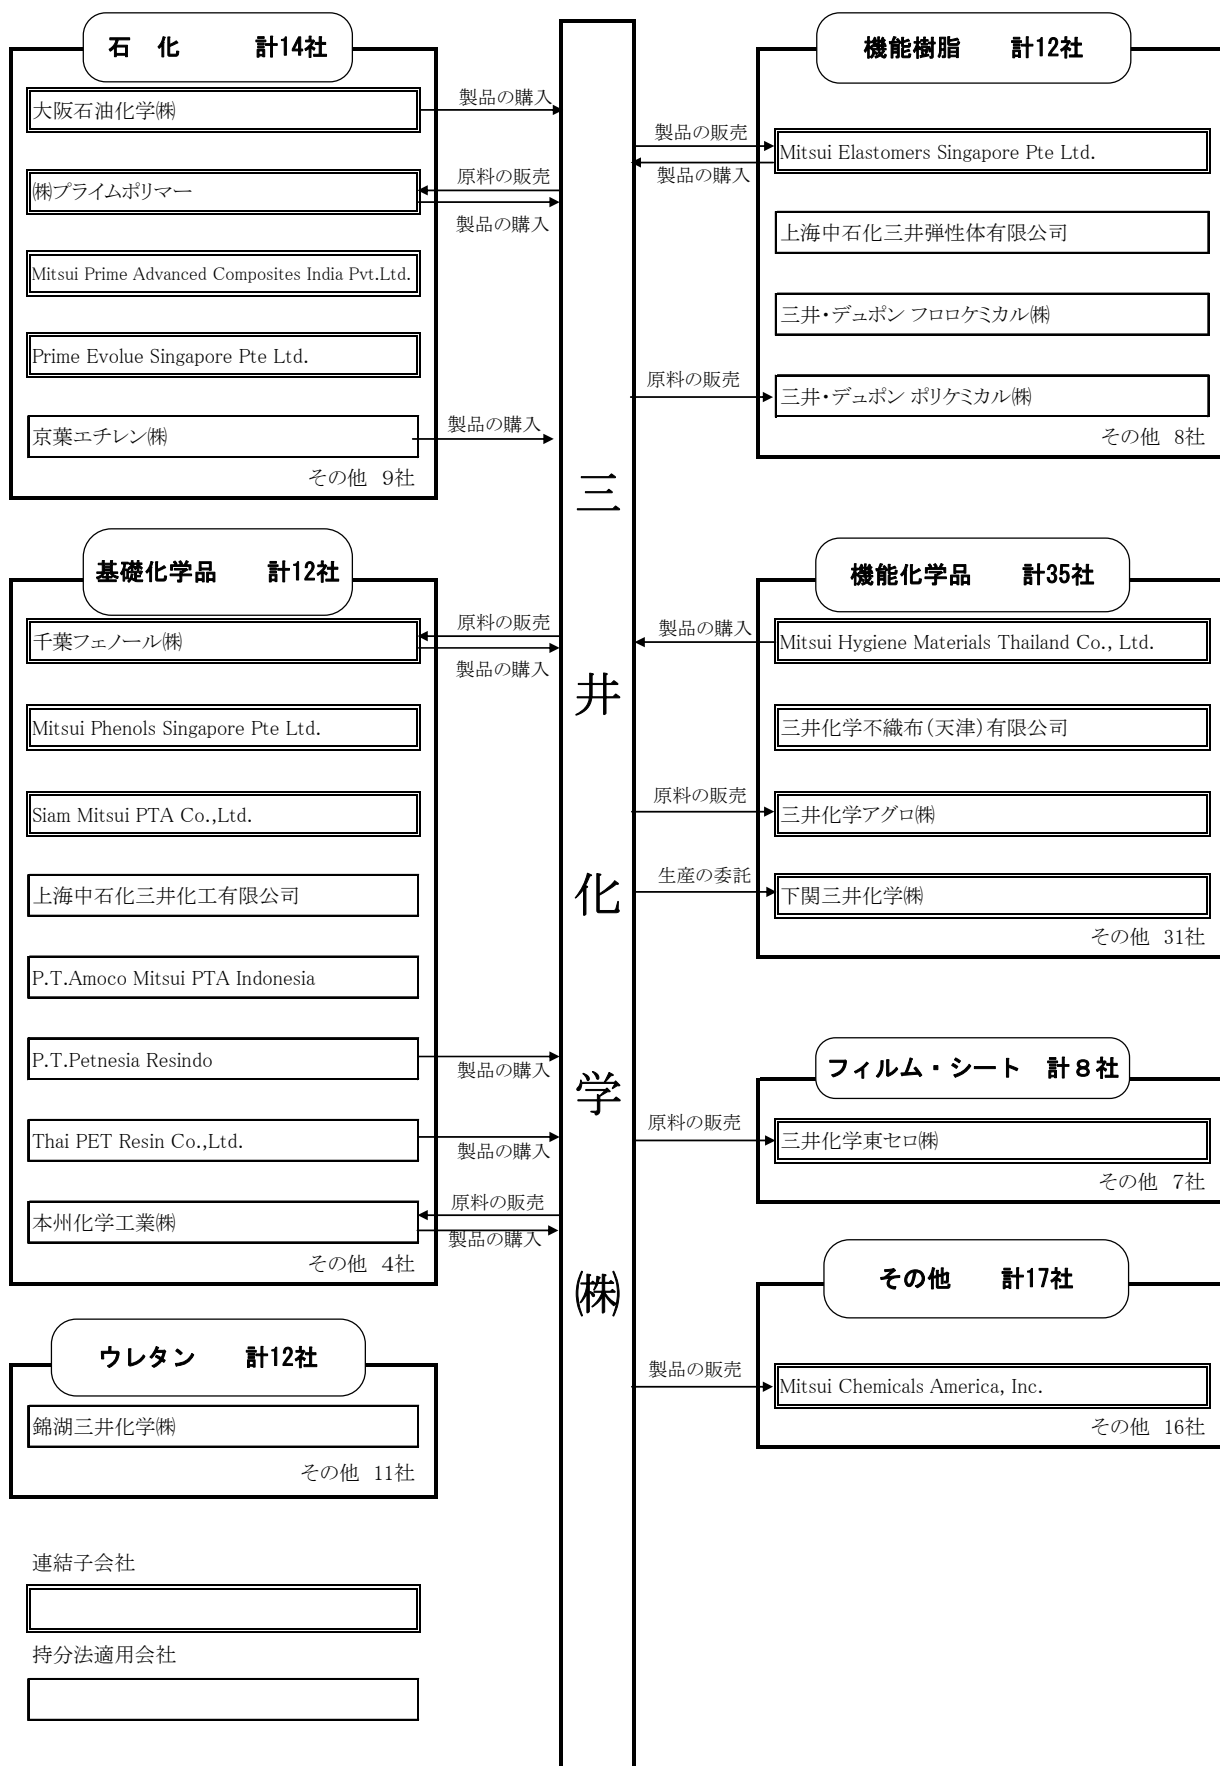 石　化　　　計14社
大阪石油化学㈱
製品の購入
㈱プライムポリマー
原料の販売
製品の購入
Mitsui Prime Advanced Composites India Pvt.Ltd.
Prime Evolue Singapore Pte Ltd.
京葉エチレン㈱
製品の購入
その他　9社
基礎化学品　　計12社
千葉フェノール㈱
原料の販売
製品の購入
Mitsui Phenols Singapore Pte Ltd.
Siam Mitsui PTA Co.,Ltd.
上海中石化三井化工有限公司
P.T.Amoco Mitsui PTA Indonesia
P.T.Petnesia Resindo
製品の購入
Thai PET Resin Co.,Ltd.
製品の購入
本州化学工業㈱
原料の販売
製品の購入
その他　4社
ウレタン　　計12社
錦湖三井化学㈱
その他　11社
連結子会社
持分法適用会社
三井化学㈱
機能樹脂　　計12社
製品の販売
製品の購入
Mitsui Elastomers Singapore Pte Ltd.
上海中石化三井弾性体有限公司
三井・デュポン フロロケミカル㈱
原料の販売
三井・デュポン ポリケミカル㈱
その他　8社
機能化学品　　計35社
製品の購入
Mitsui Hygiene Materials Thailand Co., Ltd.
三井化学不織布(天津)有限公司
原料の販売
三井化学アグロ㈱
生産の委託
下関三井化学㈱
その他　31社
フィルム・シート　計８社
原料の販売
三井化学東セロ㈱
その他　7社
その他　　計17社
製品の販売
Mitsui Chemicals America, Inc.
その他　16社